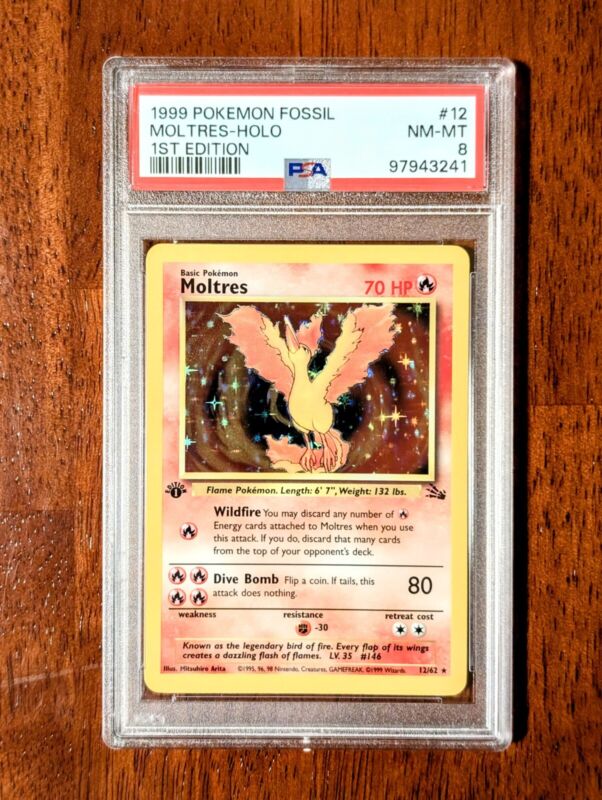 1999 POKEMON FOSSIL #12
MOLTRES-HOLO NM-MT
1ST EDITION 8
PSA 97943241
Basic Pokémon
Moltres 70 HP
EDITION 1
Flame Pokémon. Length: 6' 7", Weight: 132 lbs.
Wildfire You may discard any number of
Energy cards attached to Moltres when you use
this attack. If you do, discard that many
cards from the top of your opponent's deck.
Dive Bomb Flip a coin. If tails, this 80
attack does nothing.
weakness resistance retreat cost
-30
Known as the legendary bird of fire. Every flap of its wings
creates a dazzling flash of flames. LV. 35 #146
Illus. Mitsuhiro Arita ©1995, 96, 98 Nintendo, Creatures, GAMEFREAK. ©1999 Wizards. 12/62 ★